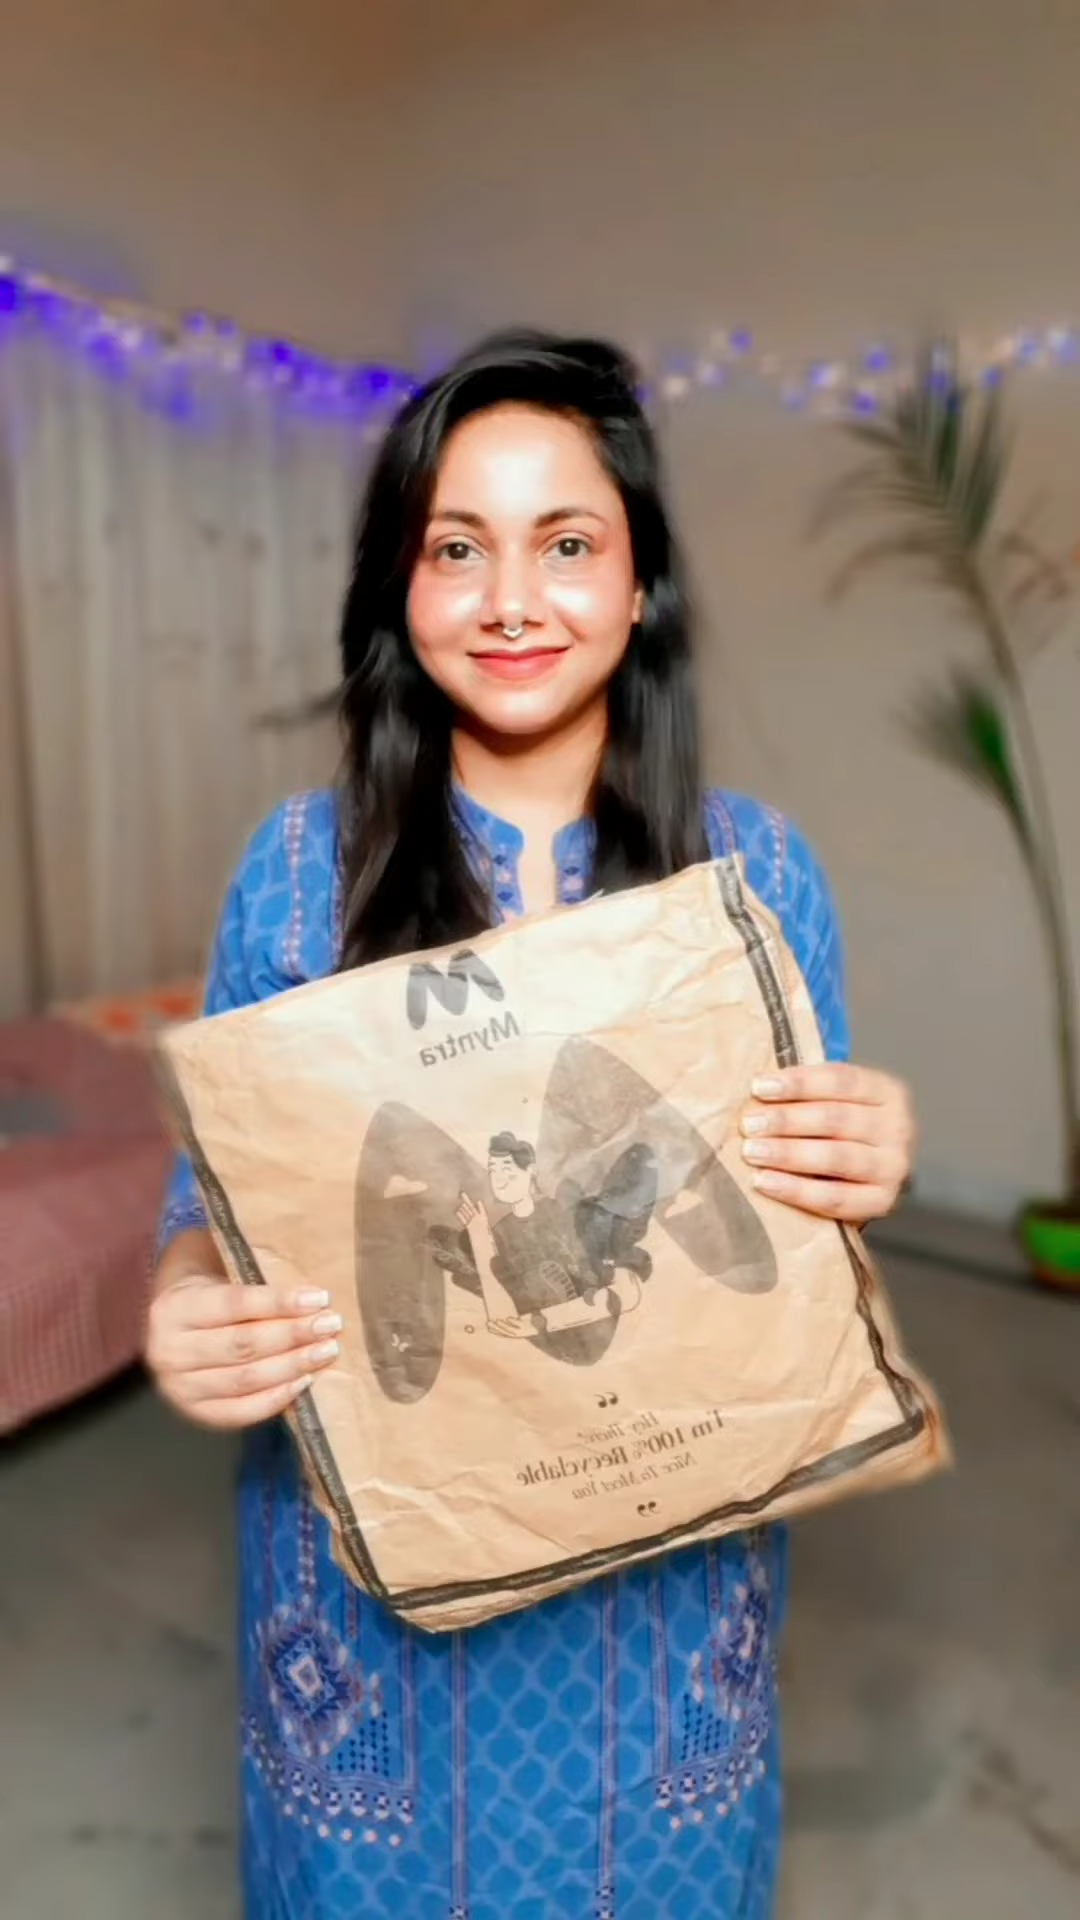 Myntra
“
Hey There!
I'm 100% Recyclable
Nice To Meet You
”